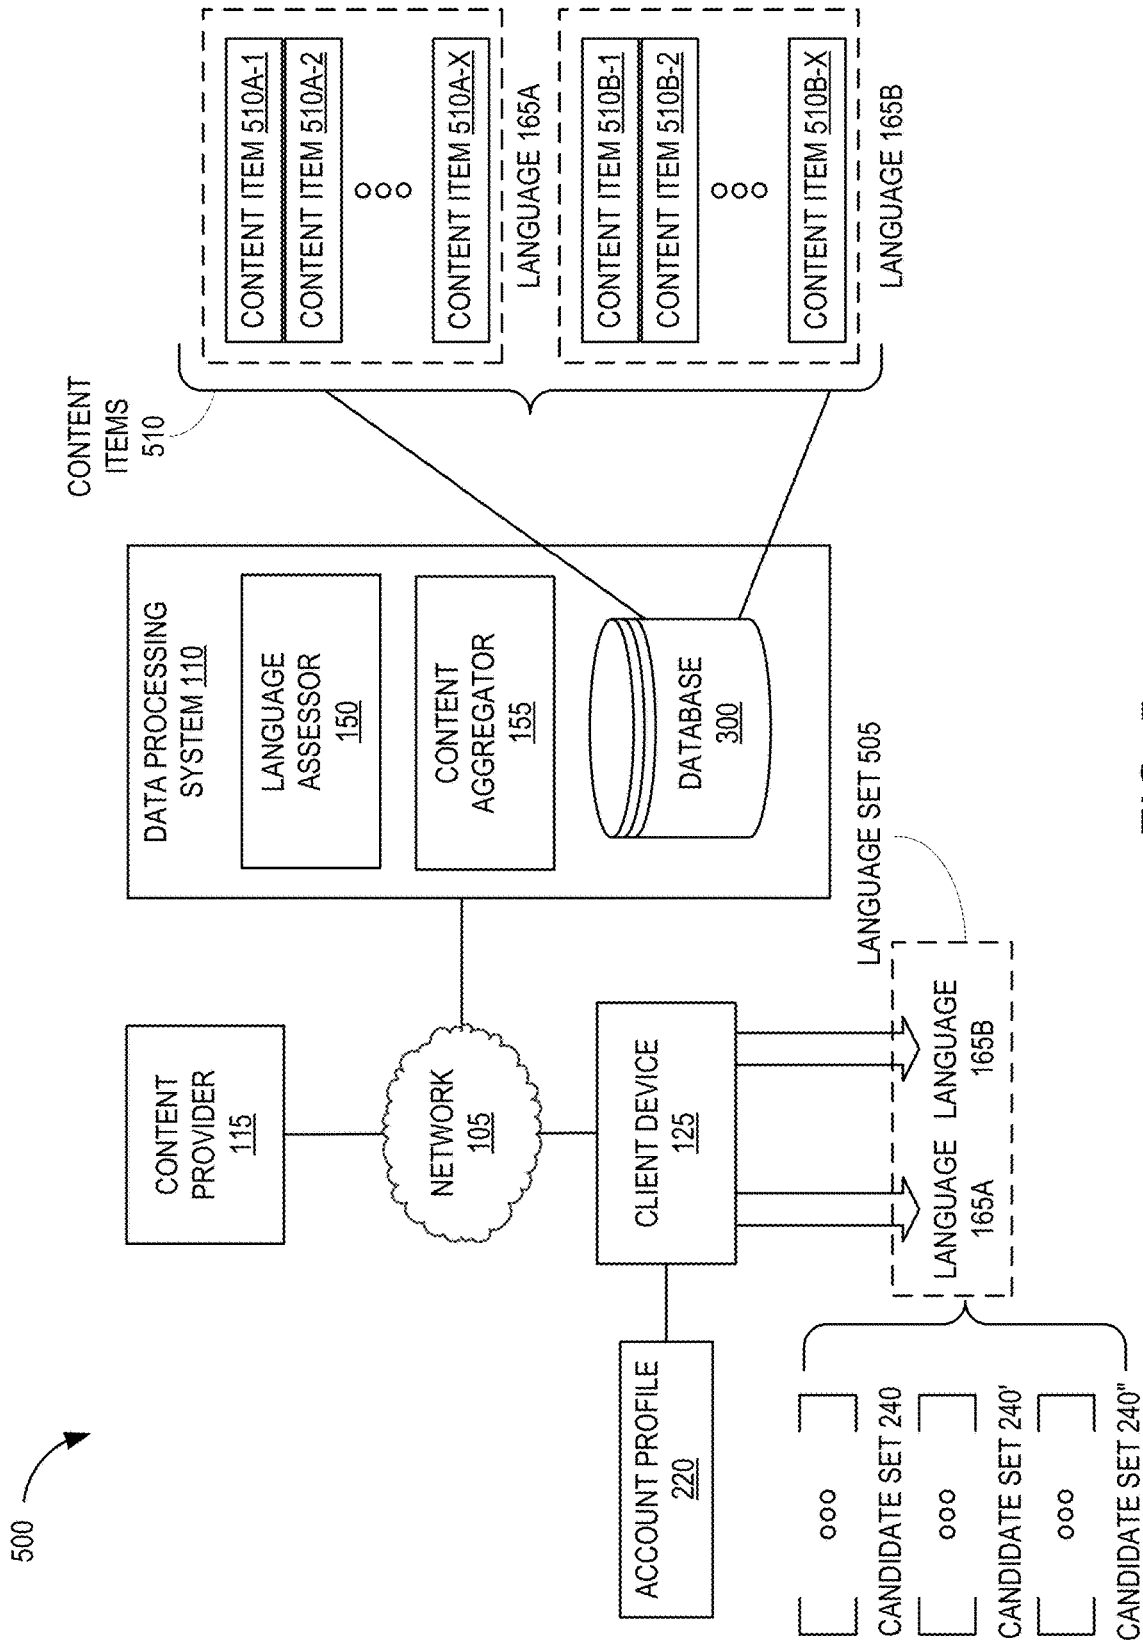 500
CONTENT
PROVIDER
115
NETWORK
105
CLIENT DEVICE
125
ACCOUNT PROFILE
220
DATA PROCESSING
SYSTEM 110
LANGUAGE
ASSESSOR
150
CONTENT
AGGREGATOR
155
DATABASE
300
CONTENT
ITEMS
510
CONTENT ITEM 510A-1
CONTENT ITEM 510A-2
CONTENT ITEM 510A-X
LANGUAGE 165A
CONTENT ITEM 510B-1
CONTENT ITEM 510B-2
CONTENT ITEM 510B-X
LANGUAGE 165B
LANGUAGE SET 505
LANGUAGE
165A
LANGUAGE
165B
CANDIDATE SET 240
CANDIDATE SET 240'
CANDIDATE SET 240"